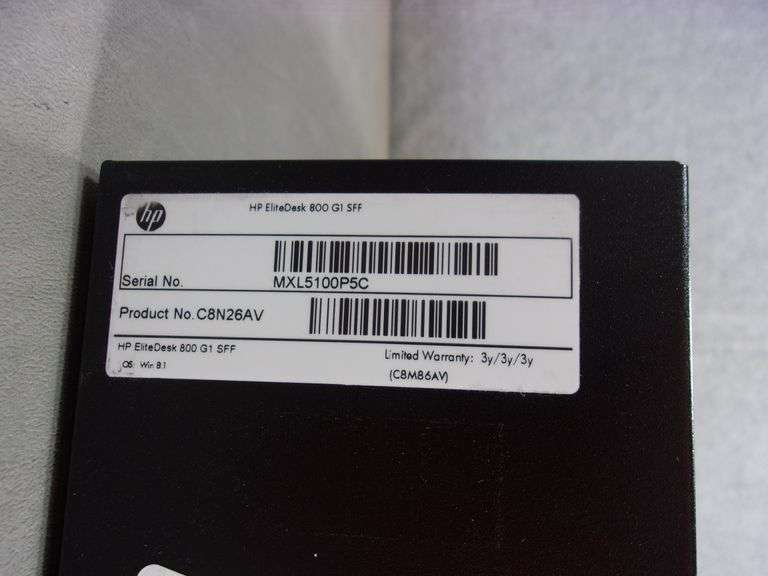 hp
HP EliteDesk 800 G1 SFF
Serial No.
MXL5100P5C
Product No. C8N26AV
HP EliteDesk 800 G1 SFF
Limited Warranty: 3y/3y/3y
OS: Win 8.1
(C8M86AV)